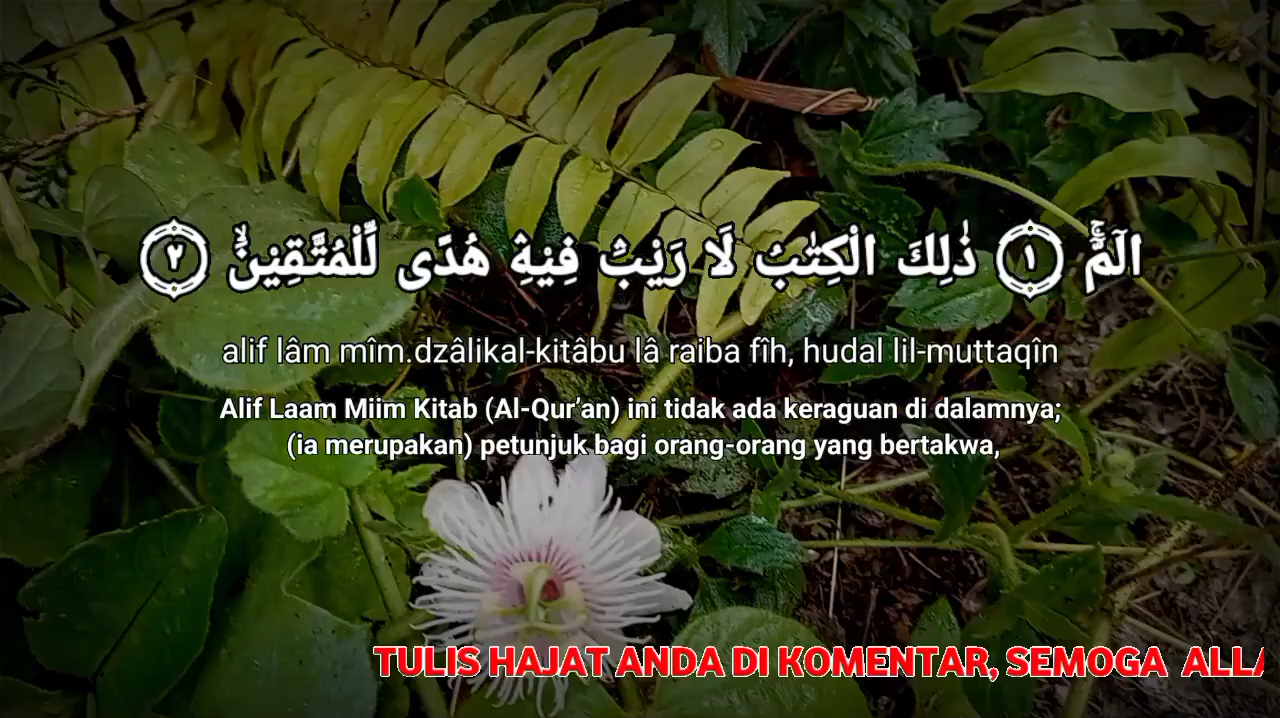 الۤمّۤ ١ ذٰلِكَ الْكِتٰبُ لَا رَيْبَۛ فِيْهِۛ هُدًى لِّلْمُتَّقِيْنَۙ ٢
alif lâm mîm.dzâlikal-kitâbu lâ raiba fîh, hudal lil-muttaqîn
Alif Laam Miim Kitab (Al-Qur’an) ini tidak ada keraguan di dalamnya;
(ia merupakan) petunjuk bagi orang-orang yang bertakwa,
TULIS HAJAT ANDA DI KOMENTAR, SEMOGA ALLA